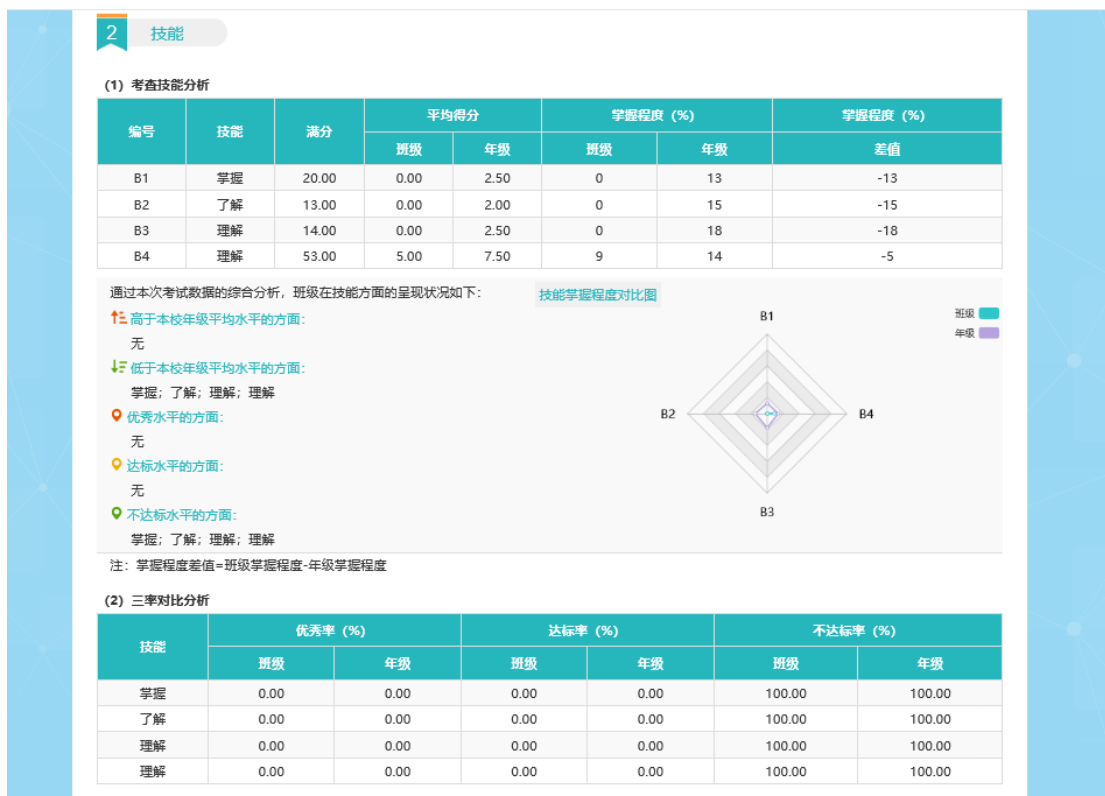 2 技能
(1) 考查技能分析
编号 技能 满分 平均得分 掌握程度 (%) 掌握程度 (%)
班级 年级 班级 年级 差值
B1 掌握 20.00 0.00 2.50 0 13 -13
B2 了解 13.00 0.00 2.00 0 15 -15
B3 理解 14.00 0.00 2.50 0 18 -18
B4 理解 53.00 5.00 7.50 9 14 -5
通过本次考试数据的综合分析，班级在技能方面的呈现状况如下：
高于本校年级平均水平的方面：
无
低于本校年级平均水平的方面：
掌握；了解；理解；理解
优秀水平的方面：
无
达标水平的方面：
无
不达标水平的方面：
掌握；了解；理解；理解
技能掌握程度对比图
班级
年级
B1
B2
B4
B3
注：掌握程度差值=班级掌握程度-年级掌握程度
(2) 三率对比分析
技能 优秀率 (%) 达标率 (%) 不达标率 (%)
班级 年级 班级 年级 班级 年级
掌握 0.00 0.00 0.00 0.00 100.00 100.00
了解 0.00 0.00 0.00 0.00 100.00 100.00
理解 0.00 0.00 0.00 0.00 100.00 100.00
理解 0.00 0.00 0.00 0.00 100.00 100.00